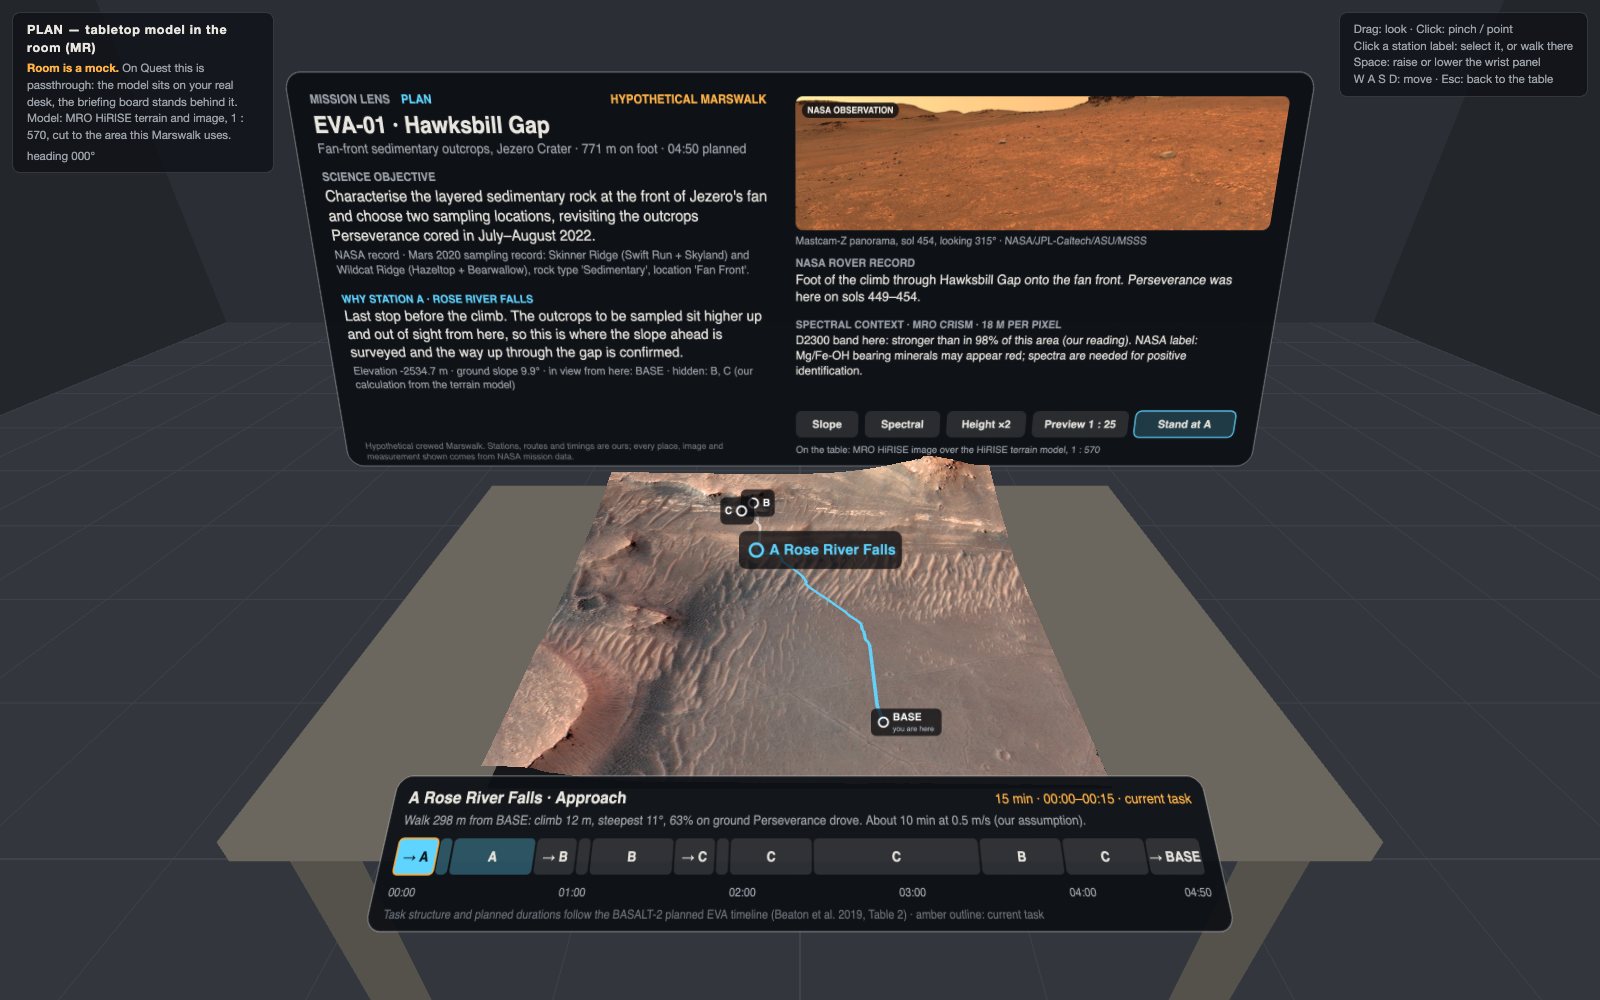 PLAN — tabletop model in the
room (MR)
Room is a mock. On Quest this is
passthrough: the model sits on your real
desk, the briefing board stands behind it.
Model: MRO HiRISE terrain and image, 1 :
570, cut to the area this Marswalk uses.
heading 000°
Drag: look · Click: pinch / point
Click a station label: select it, or walk there
Space: raise or lower the wrist panel
W A S D: move · Esc: back to the table
MISSION LENS PLAN
HYPOTHETICAL MARSWALK
EVA-01 · Hawksbill Gap
Fan-front sedimentary outcrops, Jezero Crater · 771 m on foot · 04:50 planned
SCIENCE OBJECTIVE
Characterise the layered sedimentary rock at the front of Jezero's fan
and choose two sampling locations, revisiting the outcrops
Perseverance cored in July–August 2022.
NASA record · Mars 2020 sampling record: Skinner Ridge (Swift Run + Skyland) and
Wildcat Ridge (Hazeltop + Bearwallow), rock type 'Sedimentary', location 'Fan Front'.
WHY STATION A · ROSE RIVER FALLS
Last stop before the climb. The outcrops to be sampled sit higher up
and out of sight from here, so this is where the slope ahead is
surveyed and the way up through the gap is confirmed.
Elevation -2534.7 m · ground slope 9.9° · in view from here: BASE · hidden: B, C (our
calculation from the terrain model)
Hypothetical crewed Marswalk. Stations, routes and timings are ours; every place, image and
measurement shown comes from NASA mission data.
NASA OBSERVATION
Mastcam-Z panorama, sol 454, looking 315° · NASA/JPL-Caltech/ASU/MSSS
NASA ROVER RECORD
Foot of the climb through Hawksbill Gap onto the fan front. Perseverance was
here on sols 449–454.
SPECTRAL CONTEXT · MRO CRISM · 18 M PER PIXEL
D2300 band here: stronger than in 98% of this area (our reading). NASA label:
Mg/Fe-OH bearing minerals may appear red; spectra are needed for positive
identification.
Slope Spectral Height ×2 Preview 1 : 25 Stand at A
On the table: MRO HiRISE image over the HiRISE terrain model, 1 : 570
C B
A Rose River Falls
BASE
you are here
A Rose River Falls · Approach
15 min · 00:00–00:15 · current task
Walk 298 m from BASE: climb 12 m, steepest 11°, 63% on ground Perseverance drove. About 10 min at 0.5 m/s (our assumption).
→ A A → B B → C C C B C → BASE
00:00 01:00 02:00 03:00 04:00 04:50
Task structure and planned durations follow the BASALT-2 planned EVA timeline (Beaton et al. 2019, Table 2) · amber outline: current task